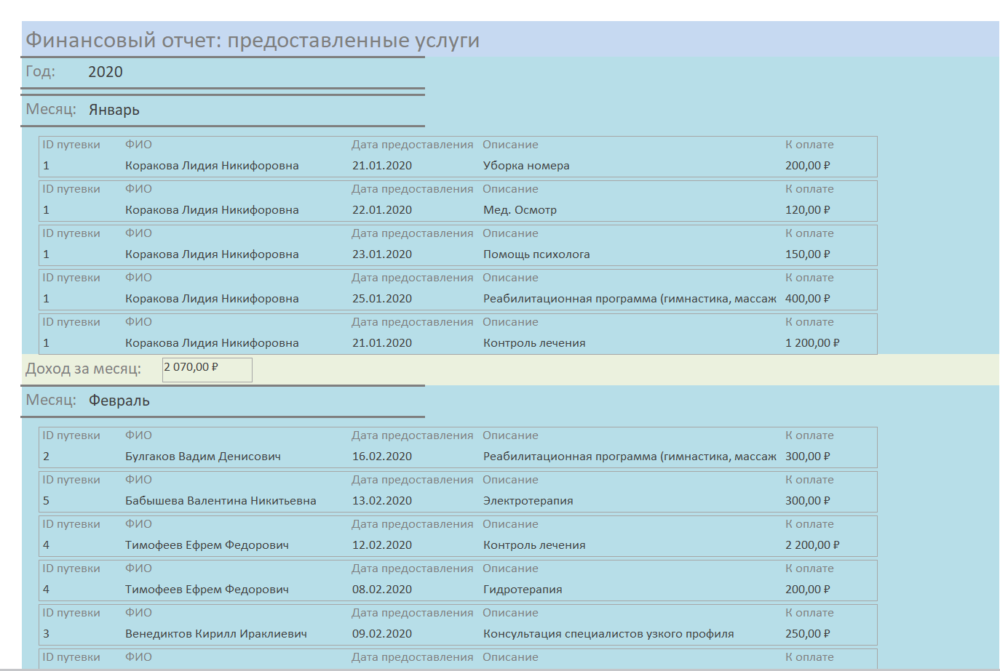 Финансовый отчет: предоставленные услуги
Год: 2020
Месяц: Январь
ID путевки ФИО Дата предоставления Описание К оплате
1 Коракова Лидия Никифоровна 21.01.2020 Уборка номера 200,00 ₽
ID путевки ФИО Дата предоставления Описание К оплате
1 Коракова Лидия Никифоровна 22.01.2020 Мед. Осмотр 120,00 ₽
ID путевки ФИО Дата предоставления Описание К оплате
1 Коракова Лидия Никифоровна 23.01.2020 Помощь психолога 150,00 ₽
ID путевки ФИО Дата предоставления Описание К оплате
1 Коракова Лидия Никифоровна 25.01.2020 Реабилитационная программа (гимнастика, массаж 400,00 ₽
ID путевки ФИО Дата предоставления Описание К оплате
1 Коракова Лидия Никифоровна 21.01.2020 Контроль лечения 1 200,00 ₽
Доход за месяц: 2 070,00 ₽
Месяц: Февраль
ID путевки ФИО Дата предоставления Описание К оплате
2 Булгаков Вадим Денисович 16.02.2020 Реабилитационная программа (гимнастика, массаж 300,00 ₽
ID путевки ФИО Дата предоставления Описание К оплате
5 Бабышева Валентина Никитьевна 13.02.2020 Электротерапия 300,00 ₽
ID путевки ФИО Дата предоставления Описание К оплате
4 Тимофеев Ефрем Федорович 12.02.2020 Контроль лечения 2 200,00 ₽
ID путевки ФИО Дата предоставления Описание К оплате
4 Тимофеев Ефрем Федорович 08.02.2020 Гидротерапия 200,00 ₽
ID путевки ФИО Дата предоставления Описание К оплате
3 Венедиктов Кирилл Ираклиевич 09.02.2020 Консультация специалистов узкого профиля 250,00 ₽
ID путевки ФИО Дата предоставления Описание К оплате